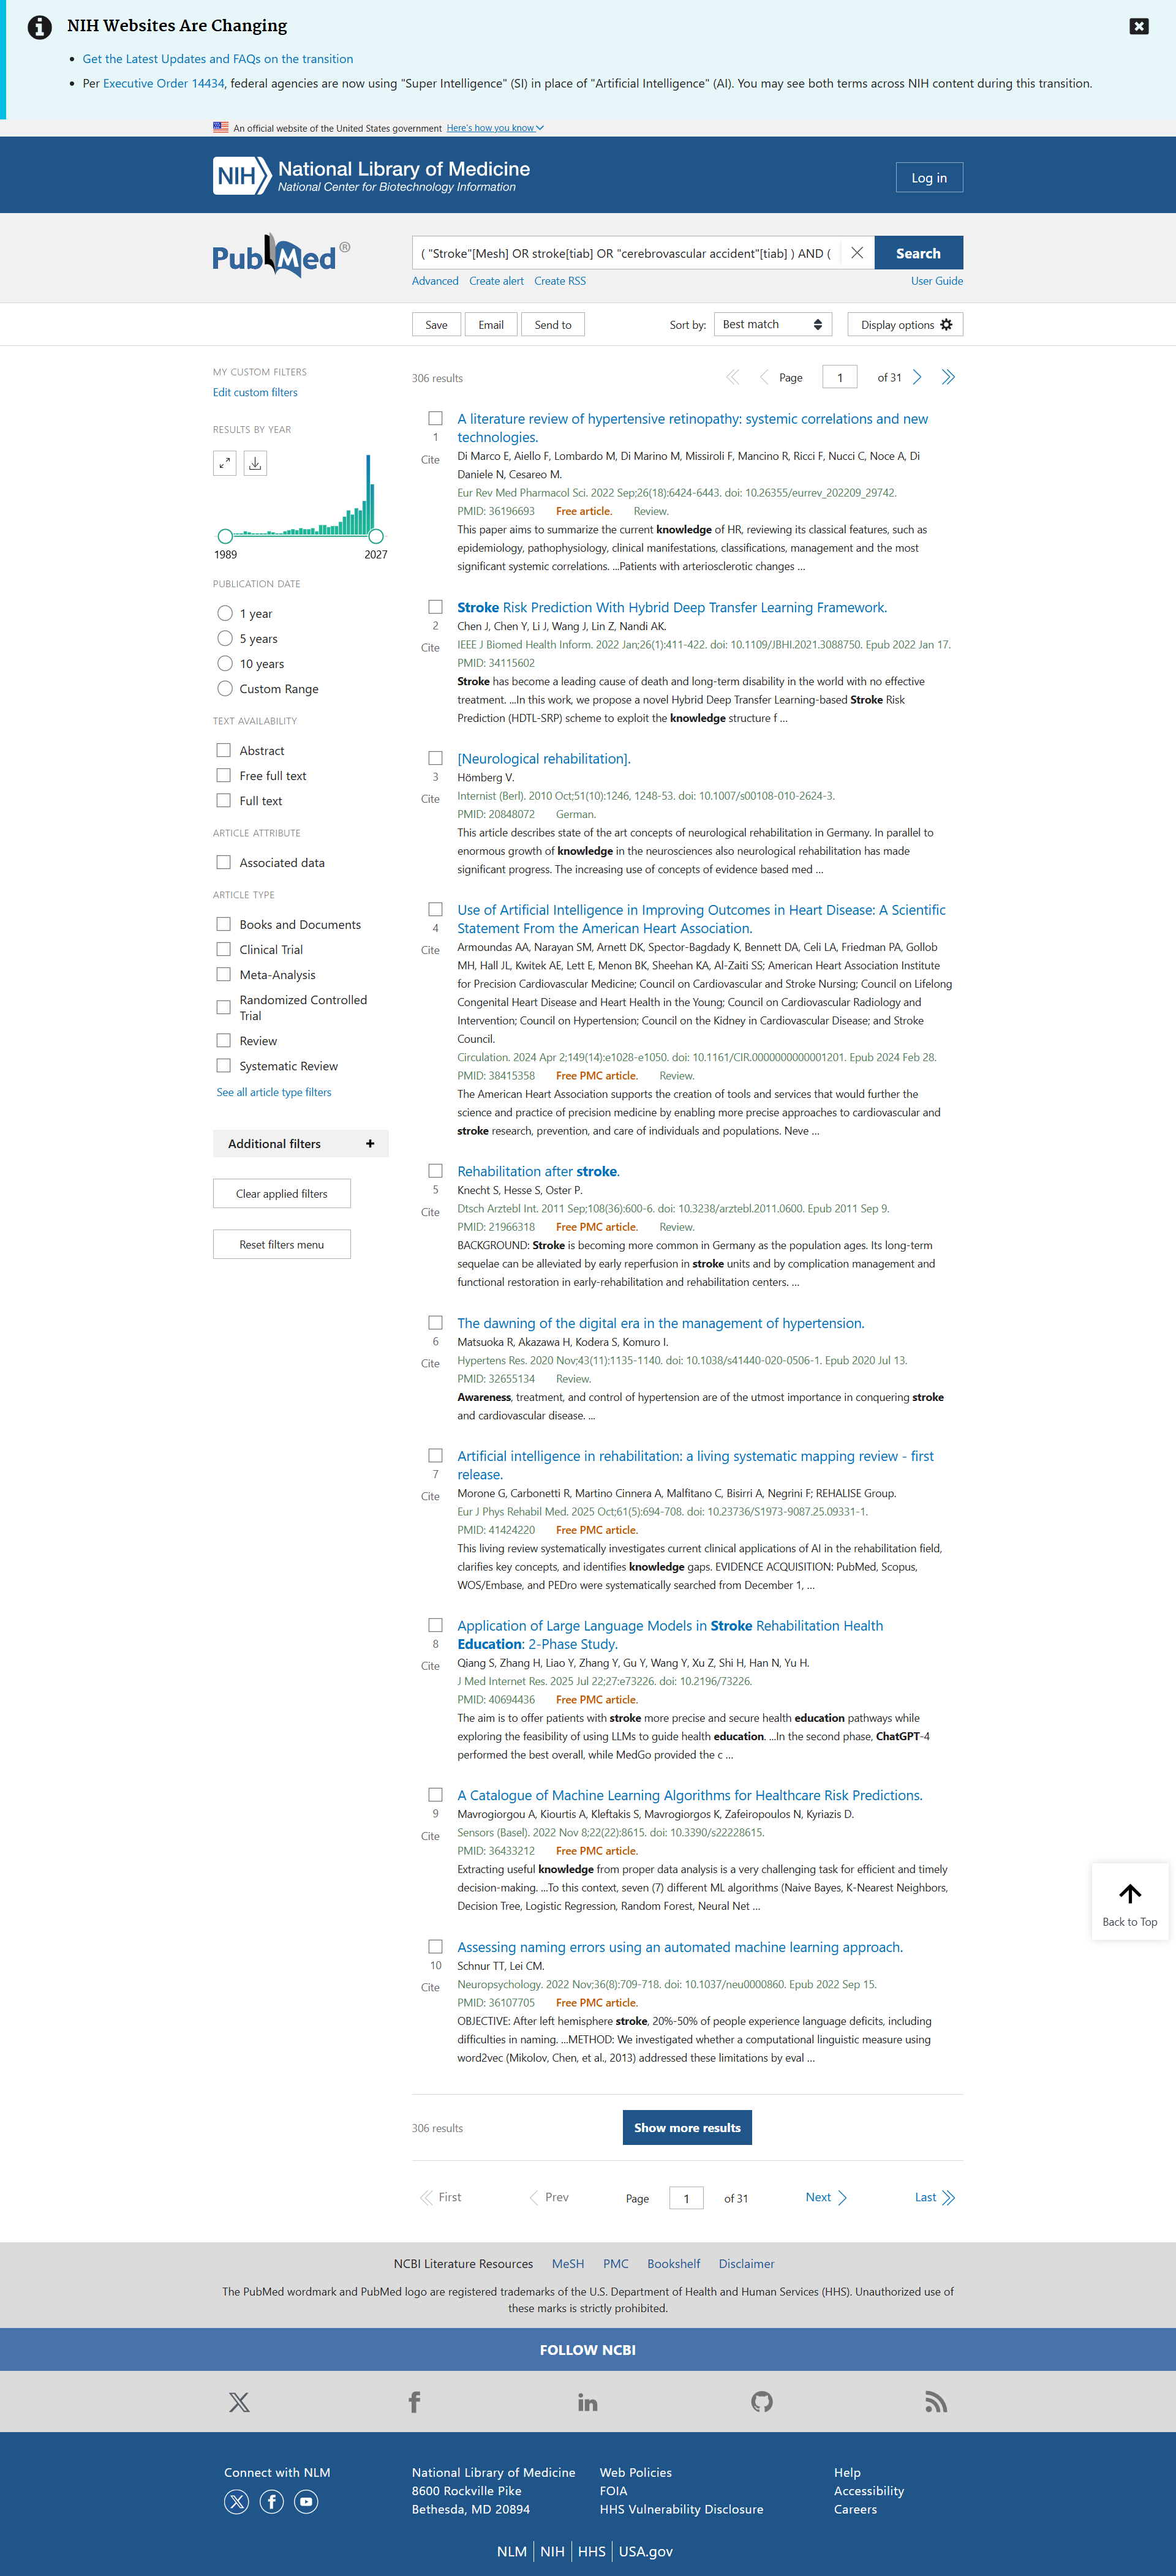 NIH Websites Are Changing
Get the Latest Updates and FAQs on the transition
Per Executive Order 14434, federal agencies are now using "Super Intelligence" (SI) in place of "Artificial Intelligence" (AI). You may see both terms across NIH content during this transition.
An official website of the United States government Here's how you know
NIH National Library of Medicine
National Center for Biotechnology Information
Log in
PubMed®
( "Stroke"[Mesh] OR stroke[tiab] OR "cerebrovascular accident"[tiab] ) AND (
Search
Advanced Create alert Create RSS User Guide
Save Email Send to Sort by: Best match Display options
MY CUSTOM FILTERS
Edit custom filters
RESULTS BY YEAR
1989 2027
PUBLICATION DATE
1 year
5 years
10 years
Custom Range
TEXT AVAILABILITY
Abstract
Free full text
Full text
ARTICLE ATTRIBUTE
Associated data
ARTICLE TYPE
Books and Documents
Clinical Trial
Meta-Analysis
Randomized Controlled
Trial
Review
Systematic Review
See all article type filters
Additional filters +
Clear applied filters
Reset filters menu
306 results Page 1 of 31
1
Cite
A literature review of hypertensive retinopathy: systemic correlations and new
technologies.
Di Marco E, Aiello F, Lombardo M, Di Marino M, Missiroli F, Mancino R, Ricci F, Nucci C, Noce A, Di
Daniele N, Cesareo M.
Eur Rev Med Pharmacol Sci. 2022 Sep;26(18):6424-6443. doi: 10.26355/eurrev_202209_29742.
PMID: 36196693 Free article. Review.
This paper aims to summarize the current knowledge of HR, reviewing its classical features, such as
epidemiology, pathophysiology, clinical manifestations, classifications, management and the most
significant systemic correlations. ...Patients with arteriosclerotic changes ...
2
Cite
Stroke Risk Prediction With Hybrid Deep Transfer Learning Framework.
Chen J, Chen Y, Li J, Wang J, Lin Z, Nandi AK.
IEEE J Biomed Health Inform. 2022 Jan;26(1):411-422. doi: 10.1109/JBHI.2021.3088750. Epub 2022 Jan 17.
PMID: 34115602
Stroke has become a leading cause of death and long-term disability in the world with no effective
treatment. ...In this work, we propose a novel Hybrid Deep Transfer Learning-based Stroke Risk
Prediction (HDTL-SRP) scheme to exploit the knowledge structure f ...
3
Cite
[Neurological rehabilitation].
Hömberg V.
Internist (Berl). 2010 Oct;51(10):1246, 1248-53. doi: 10.1007/s00108-010-2624-3.
PMID: 20848072 German.
This article describes state of the art concepts of neurological rehabilitation in Germany. In parallel to
enormous growth of knowledge in the neurosciences also neurological rehabilitation has made
significant progress. The increasing use of concepts of evidence based med ...
4
Cite
Use of Artificial Intelligence in Improving Outcomes in Heart Disease: A Scientific
Statement From the American Heart Association.
Armoundas AA, Narayan SM, Arnett DK, Spector-Bagdady K, Bennett DA, Celi LA, Friedman PA, Gollob
MH, Hall JL, Kwitek AE, Lett E, Menon BK, Sheehan KA, Al-Zaiti SS; American Heart Association Institute
for Precision Cardiovascular Medicine; Council on Cardiovascular and Stroke Nursing; Council on Lifelong
Congenital Heart Disease and Heart Health in the Young; Council on Cardiovascular Radiology and
Intervention; Council on Hypertension; Council on the Kidney in Cardiovascular Disease; and Stroke
Council.
Circulation. 2024 Apr 2;149(14):e1028-e1050. doi: 10.1161/CIR.0000000000001201. Epub 2024 Feb 28.
PMID: 38415358 Free PMC article. Review.
The American Heart Association supports the creation of tools and services that would further the
science and practice of precision medicine by enabling more precise approaches to cardiovascular and
stroke research, prevention, and care of individuals and populations. Neve ...
5
Cite
Rehabilitation after stroke.
Knecht S, Hesse S, Oster P.
Dtsch Arztebl Int. 2011 Sep;108(36):600-6. doi: 10.3238/arztebl.2011.0600. Epub 2011 Sep 9.
PMID: 21966318 Free PMC article. Review.
BACKGROUND: Stroke is becoming more common in Germany as the population ages. Its long-term
sequelae can be alleviated by early reperfusion in stroke units and by complication management and
functional restoration in early-rehabilitation and rehabilitation centers. ...
6
Cite
The dawning of the digital era in the management of hypertension.
Matsuoka R, Akazawa H, Kodera S, Komuro I.
Hypertens Res. 2020 Nov;43(11):1135-1140. doi: 10.1038/s41440-020-0506-1. Epub 2020 Jul 13.
PMID: 32655134 Review.
Awareness, treatment, and control of hypertension are of the utmost importance in conquering stroke
and cardiovascular disease. ...
7
Cite
Artificial intelligence in rehabilitation: a living systematic mapping review - first
release.
Morone G, Carbonetti R, Martino Cinnera A, Malfitano C, Bisirri A, Negrini F; REHALISE Group.
Eur J Phys Rehabil Med. 2025 Oct;61(5):694-708. doi: 10.23736/S1973-9087.25.09331-1.
PMID: 41424220 Free PMC article.
This living review systematically investigates current clinical applications of AI in the rehabilitation field,
clarifies key concepts, and identifies knowledge gaps. EVIDENCE ACQUISITION: PubMed, Scopus,
WOS/Embase, and PEDro were systematically searched from December 1, ...
8
Cite
Application of Large Language Models in Stroke Rehabilitation Health
Education: 2-Phase Study.
Qiang S, Zhang H, Liao Y, Zhang Y, Gu Y, Wang Y, Xu Z, Shi H, Han N, Yu H.
J Med Internet Res. 2025 Jul 22;27:e73226. doi: 10.2196/73226.
PMID: 40694436 Free PMC article.
The aim is to offer patients with stroke more precise and secure health education pathways while
exploring the feasibility of using LLMs to guide health education. ...In the second phase, ChatGPT-4
performed the best overall, while MedGo provided the c ...
9
Cite
A Catalogue of Machine Learning Algorithms for Healthcare Risk Predictions.
Mavrogiorgou A, Kiourtis A, Kleftakis S, Mavrogiorgos K, Zafeiropoulos N, Kyriazis D.
Sensors (Basel). 2022 Nov 8;22(22):8615. doi: 10.3390/s22228615.
PMID: 36433212 Free PMC article.
Extracting useful knowledge from proper data analysis is a very challenging task for efficient and timely
decision-making. ...To this context, seven (7) different ML algorithms (Naïve Bayes, K-Nearest Neighbors,
Decision Tree, Logistic Regression, Random Forest, Neural Net ...
10
Cite
Assessing naming errors using an automated machine learning approach.
Schnur TT, Lei CM.
Neuropsychology. 2022 Nov;36(8):709-718. doi: 10.1037/neu0000860. Epub 2022 Sep 15.
PMID: 36107705 Free PMC article.
OBJECTIVE: After left hemisphere stroke, 20%-50% of people experience language deficits, including
difficulties in naming. ...METHOD: We investigated whether a computational linguistic measure using
word2vec (Mikolov, Chen, et al., 2013) addressed these limitations by eval ...
Back to Top
306 results Show more results
First Prev Page 1 of 31 Next Last
NCBI Literature Resources MeSH PMC Bookshelf Disclaimer
The PubMed wordmark and PubMed logo are registered trademarks of the U.S. Department of Health and Human Services (HHS). Unauthorized use of
these marks is strictly prohibited.
FOLLOW NCBI
Connect with NLM
National Library of Medicine
8600 Rockville Pike
Bethesda, MD 20894
Web Policies
FOIA
HHS Vulnerability Disclosure
Help
Accessibility
Careers
NLM NIH HHS USA.gov